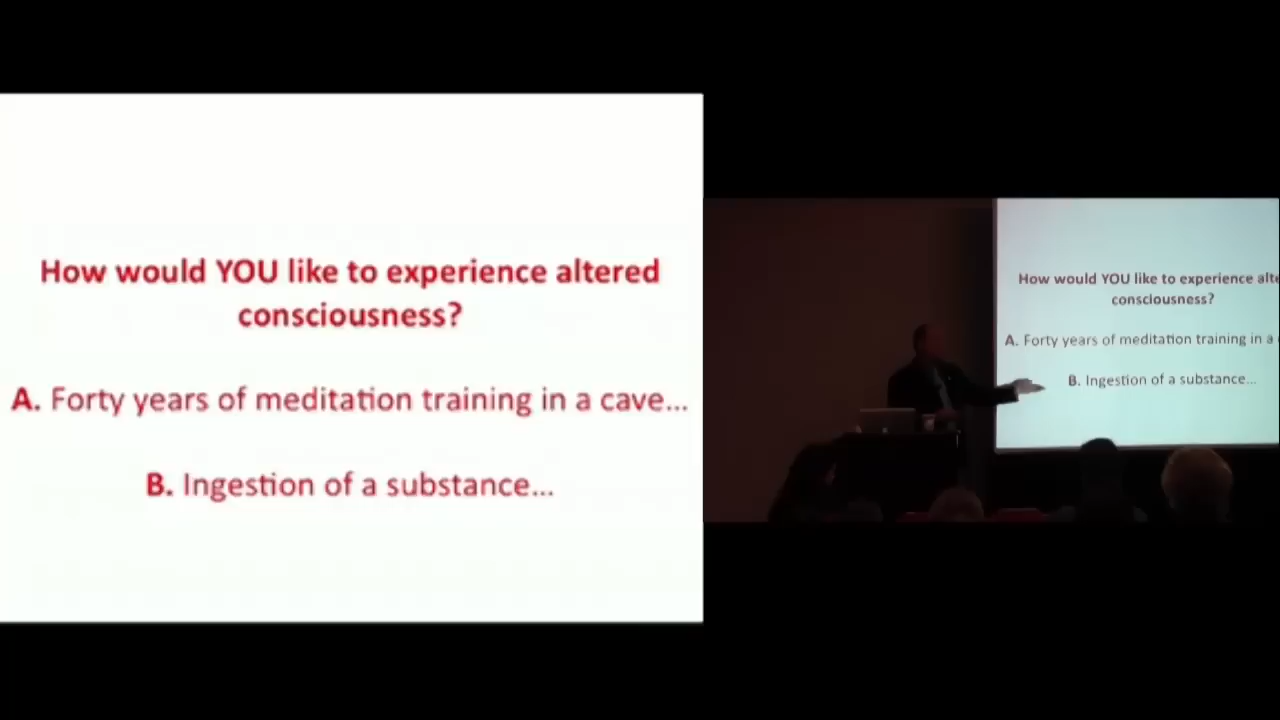 How would YOU like to experience altered
consciousness?
A. Forty years of meditation training in a cave...
B. Ingestion of a substance...
How would YOU like to experience alte
consciousness?
A. Forty years of meditation training in a
B. Ingestion of a substance...